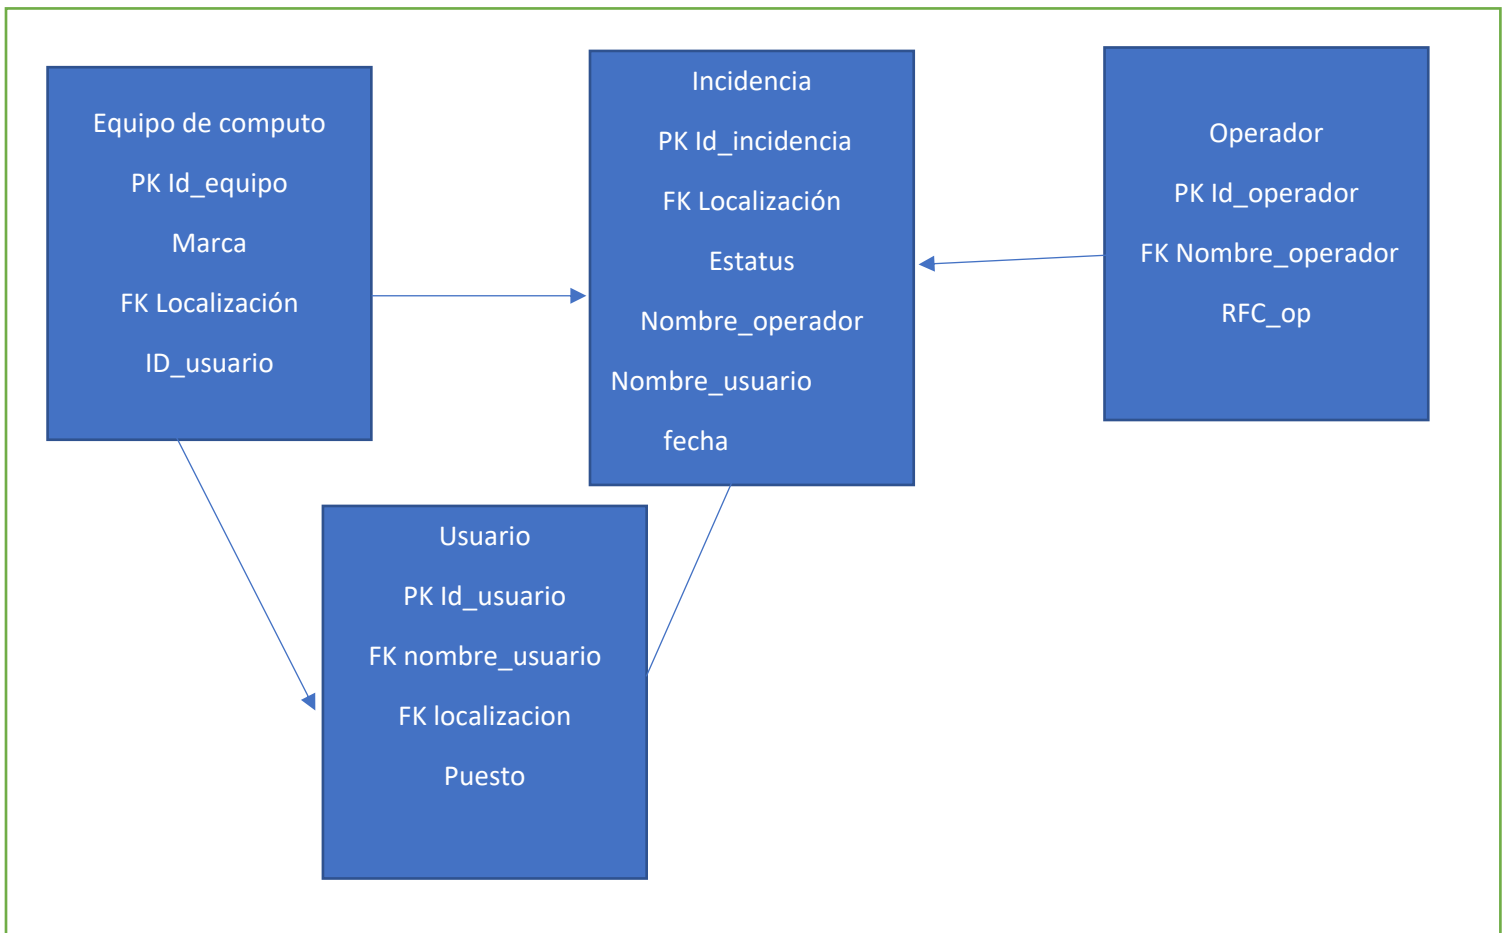 Equipo de computo
PK Id_equipo
Marca
FK Localización
ID_usuario
Incidencia
PK Id_incidencia
FK Localización
Estatus
Nombre_operador
Nombre_usuario
fecha
Operador
PK Id_operador
FK Nombre_operador
RFC_op
Usuario
PK Id_usuario
FK nombre_usuario
FK localizacion
Puesto